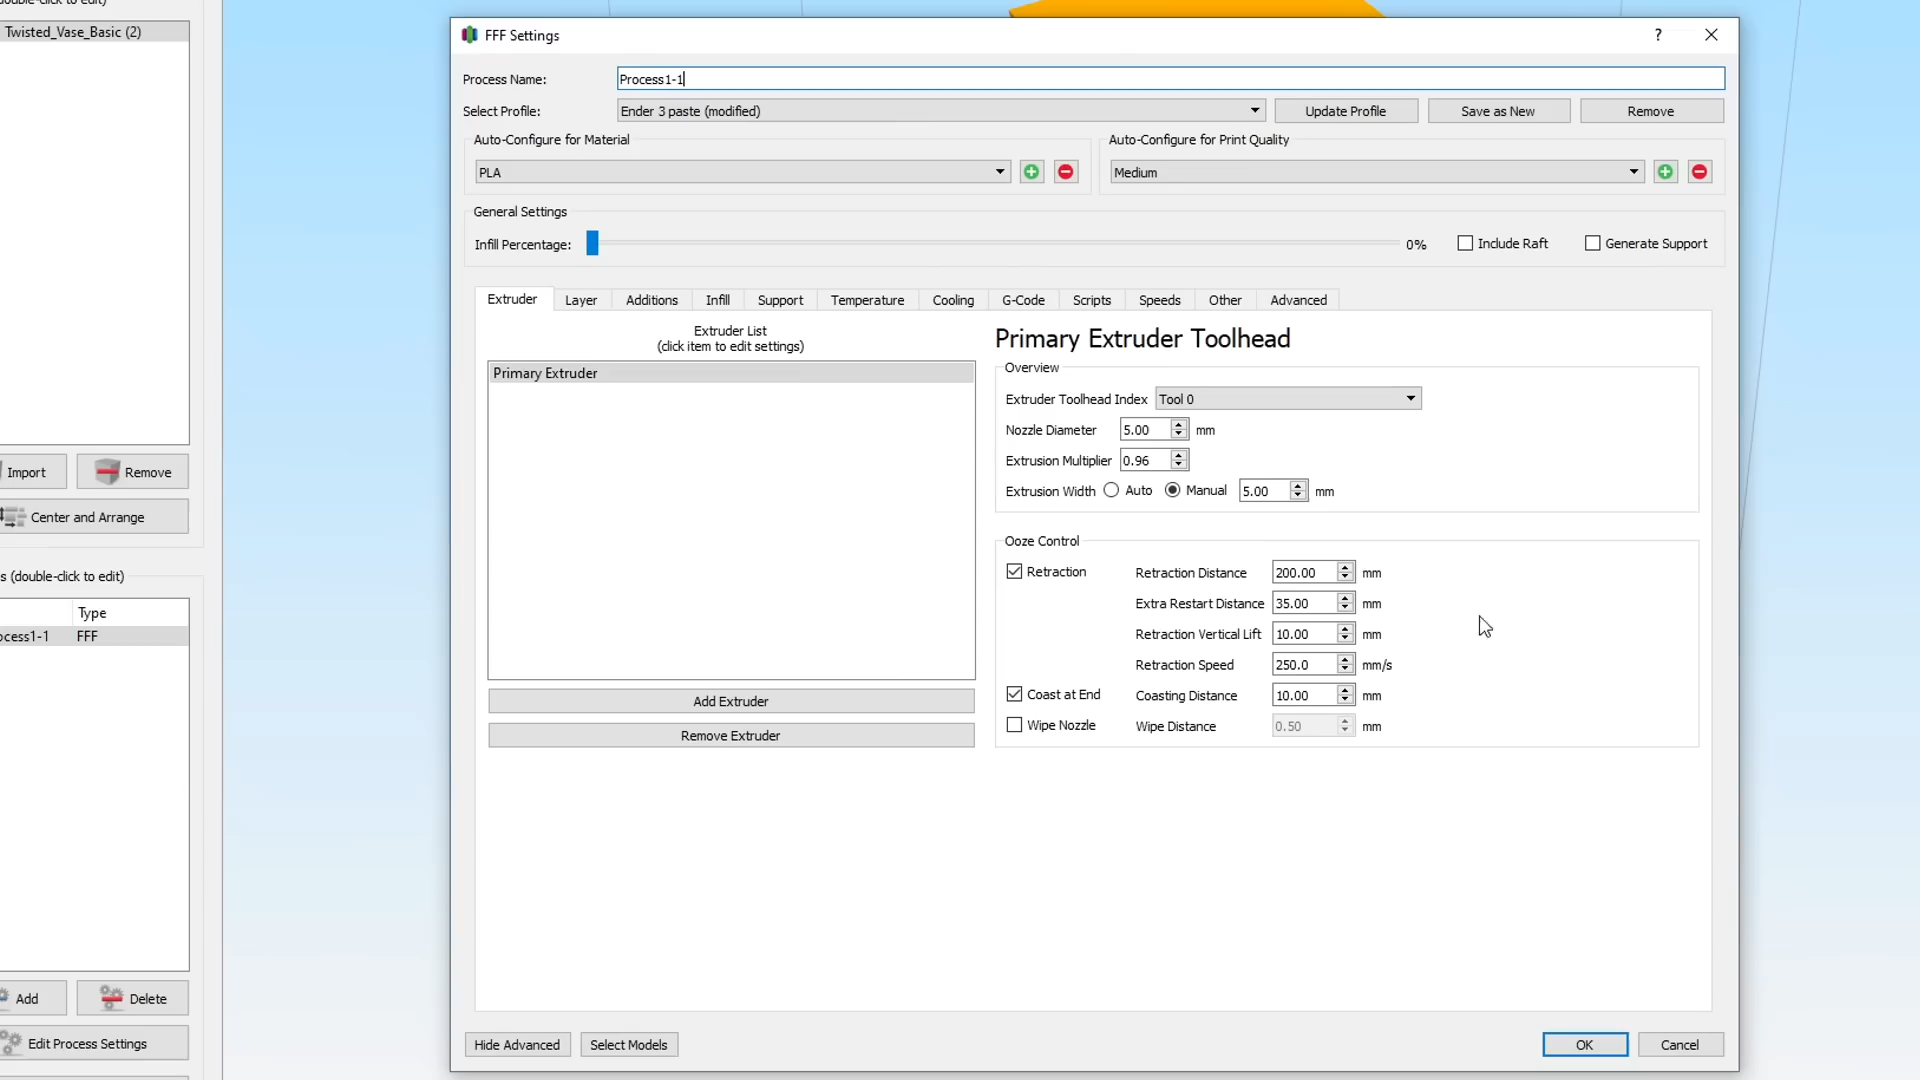 double-click to edit)
Twisted_Vase_Basic (2)
Import
Remove
Center and Arrange
s (double-click to edit)
Type
ocess1-1 FFF
Add
Delete
Edit Process Settings
FFF Settings
?
Process Name: Process1-1
Select Profile: Ender 3 paste (modified) Update Profile Save as New Remove
Auto-Configure for Material
PLA
Auto-Configure for Print Quality
Medium
General Settings
Infill Percentage: 0% Include Raft Generate Support
Extruder Layer Additions Infill Support Temperature Cooling G-Code Scripts Speeds Other Advanced
Extruder List
(click item to edit settings)
Primary Extruder
Add Extruder
Remove Extruder
Primary Extruder Toolhead
Overview
Extruder Toolhead Index Tool 0
Nozzle Diameter 5.00 mm
Extrusion Multiplier 0.96
Extrusion Width Auto Manual 5.00 mm
Ooze Control
Retraction Retraction Distance 200.00 mm
Extra Restart Distance 35.00 mm
Retraction Vertical Lift 10.00 mm
Retraction Speed 250.0 mm/s
Coast at End Coasting Distance 10.00 mm
Wipe Nozzle Wipe Distance 0.50 mm
Hide Advanced Select Models OK Cancel